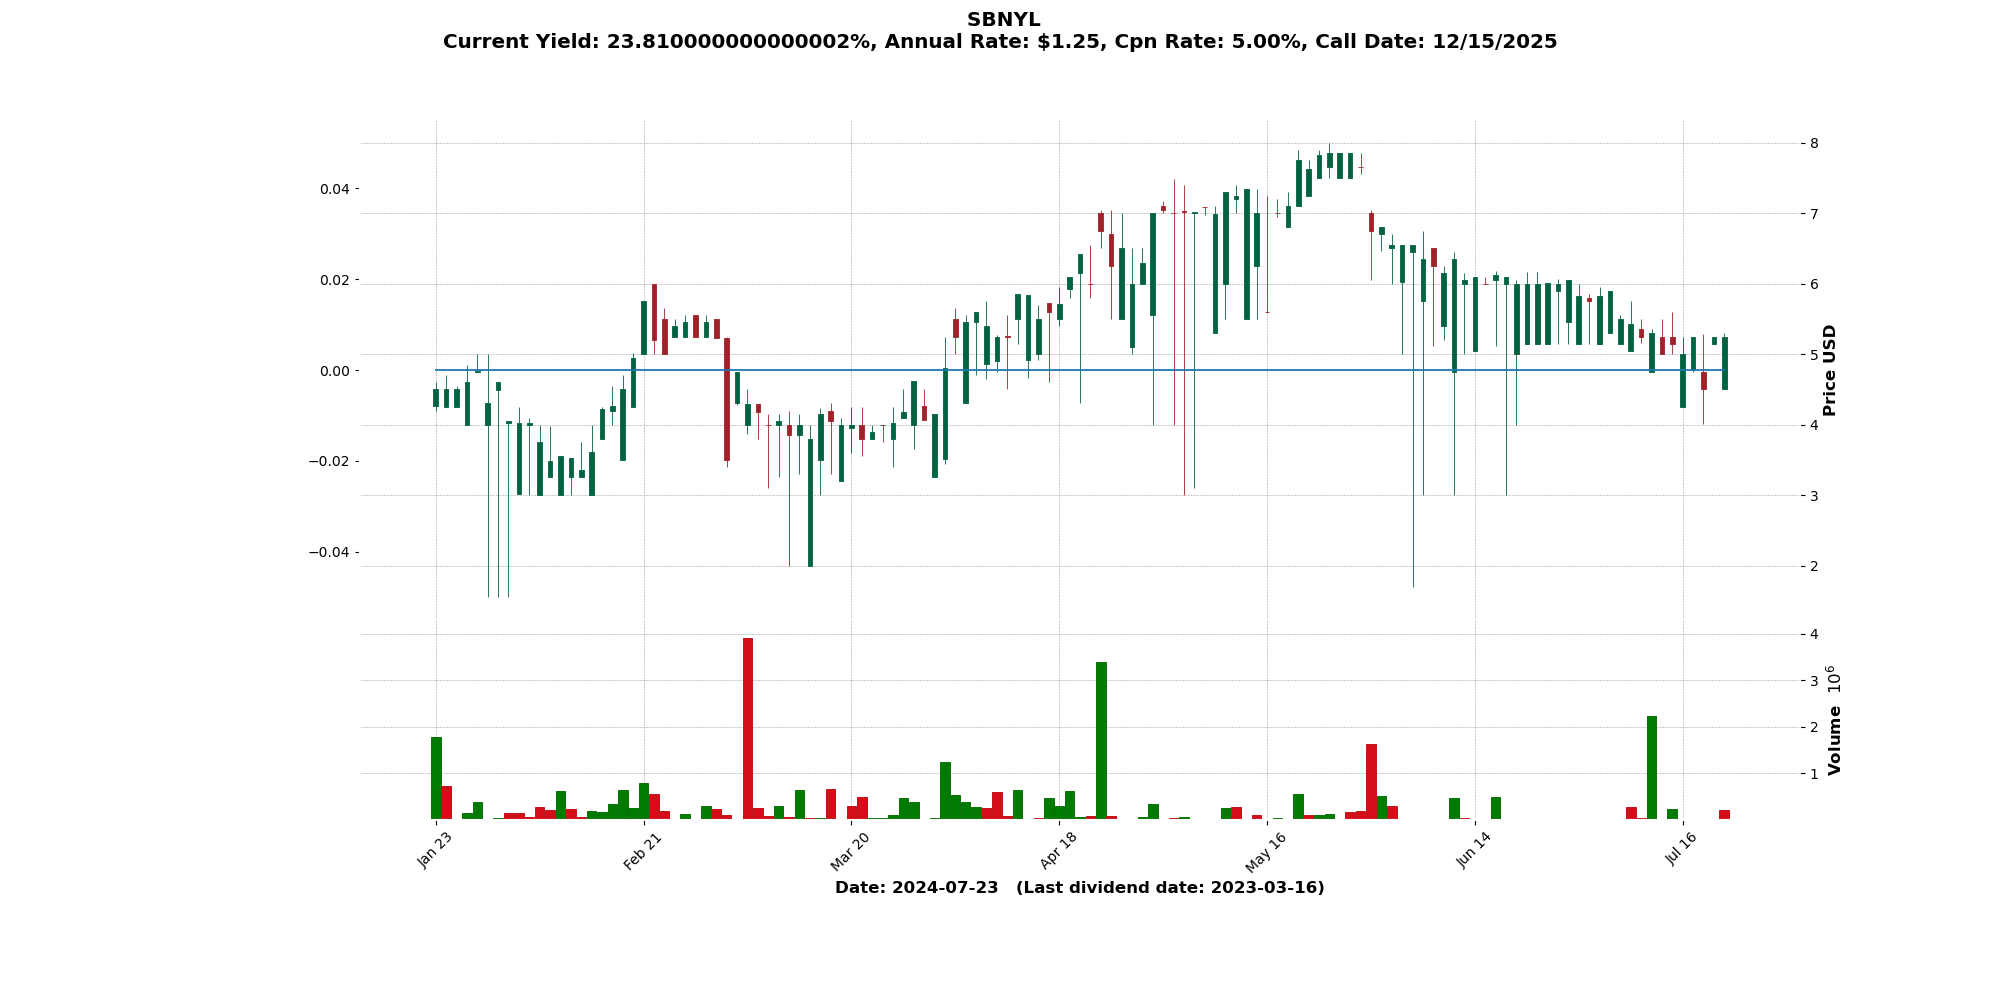 SBNYL
Current Yield: 23.810000000000002%, Annual Rate: $1.25, Cpn Rate: 5.00%, Call Date: 12/15/2025
0.04
0.02
0.00
−0.02
−0.04
8
7
6
5
4
3
2
Price USD
4
3
2
1
Volume 10⁶
Jan 23
Feb 21
Mar 20
Apr 18
May 16
Jun 14
Jul 16
Date: 2024-07-23 (Last dividend date: 2023-03-16)